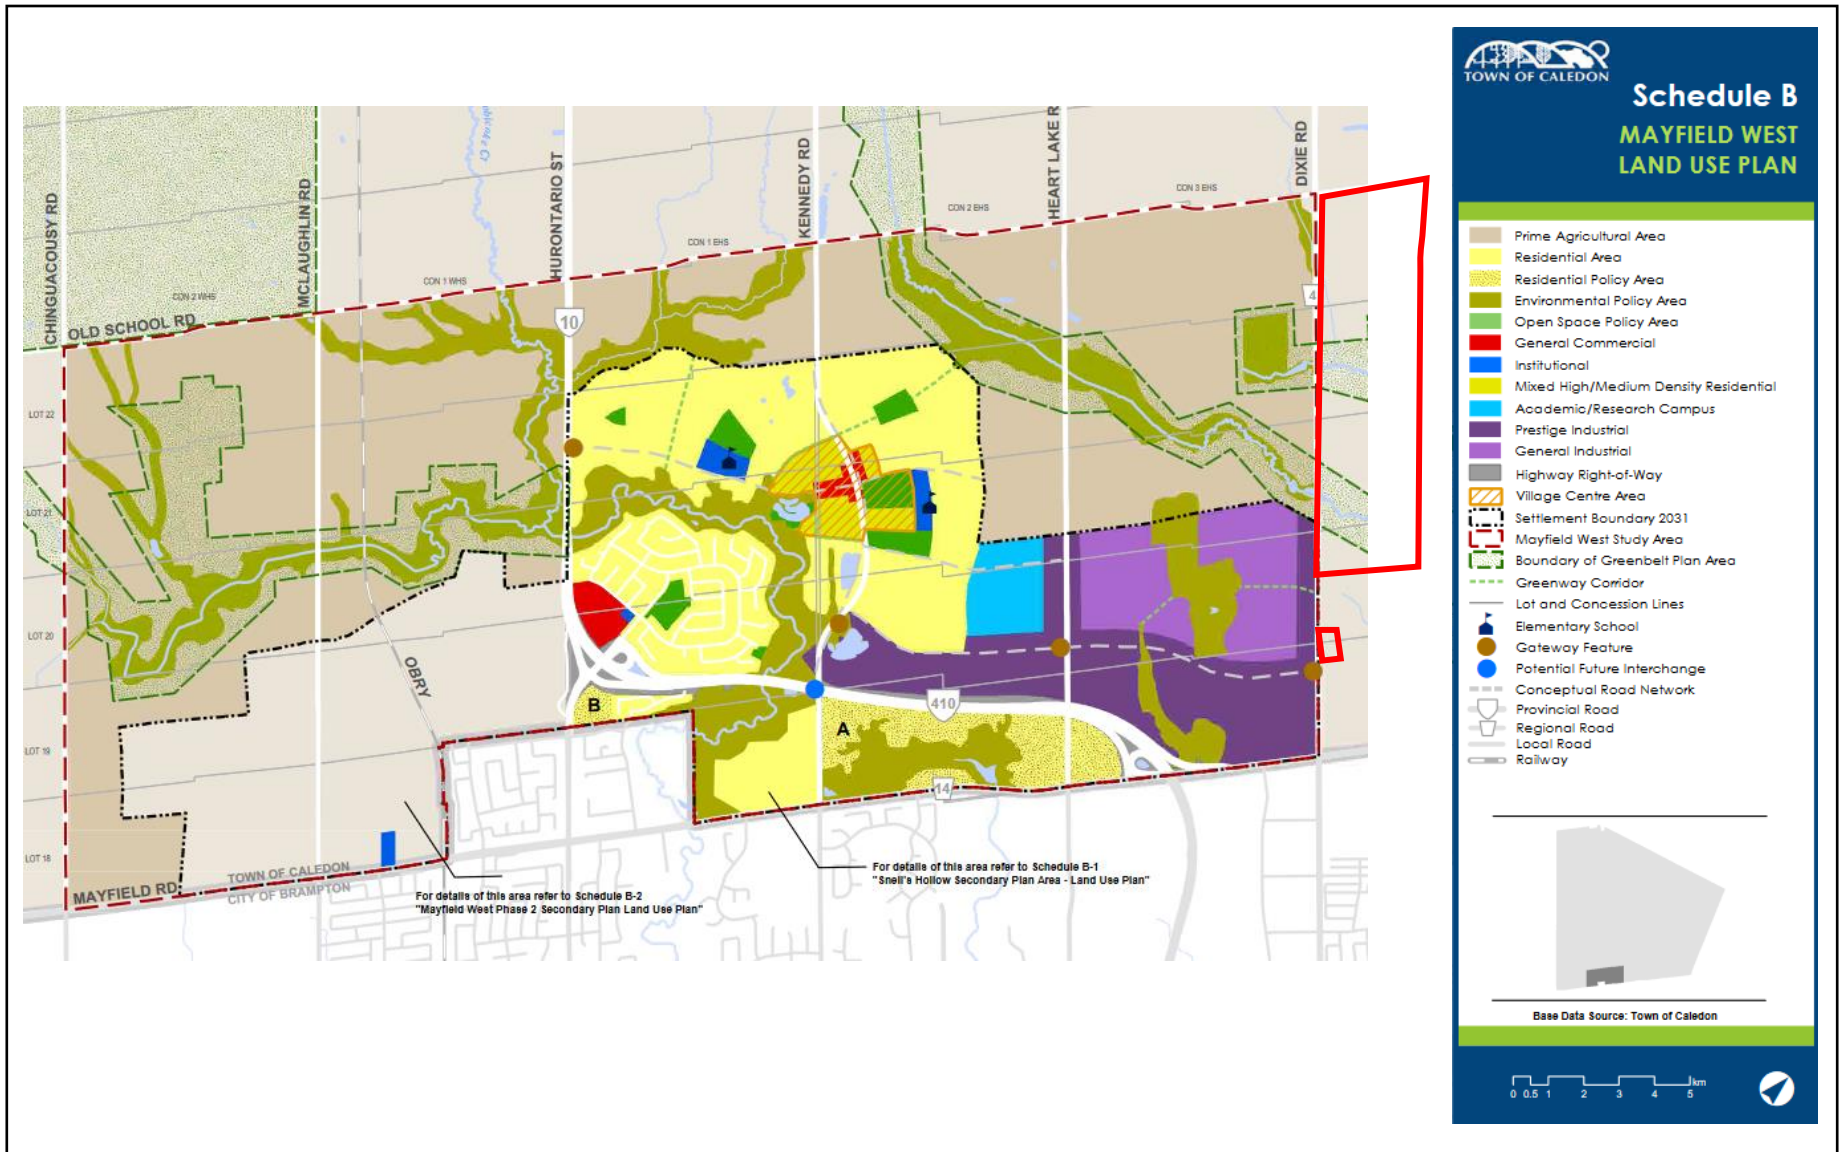 TOWN OF CALEDON
Schedule B
MAYFIELD WEST
LAND USE PLAN
Prime Agricultural Area
Residential Area
Residential Policy Area
Environmental Policy Area
Open Space Policy Area
General Commercial
Institutional
Mixed High/Medium Density Residential
Academic/Research Campus
Prestige Industrial
General Industrial
Highway Right-of-Way
Village Centre Area
Settlement Boundary 2031
Mayfield West Study Area
Boundary of Greenbelt Plan Area
Greenway Corridor
Lot and Concession Lines
Elementary School
Gateway Feature
Potential Future Interchange
Conceptual Road Network
Provincial Road
Regional Road
Local Road
Railway
Base Data Source: Town of Caledon
km
0 0.5 1 2 3 4 5
CHINGUACOUSY RD
MCLAUGHLIN RD
HURONTARIO ST
KENNEDY RD
HEART LAKE R
DIXIE RD
OLD SCHOOL RD
CON 2 WHS
CON 1 WHS
CON 1 EHS
CON 2 EHS
CON 3 EHS
10
4
LOT 22
LOT 21
LOT 20
LOT 19
LOT 18
OBRY
B
A
410
14
MAYFIELD RD
TOWN OF CALEDON
CITY OF BRAMPTON
For details of this area refer to Schedule B-2
"Mayfield West Phase 2 Secondary Plan Land Use Plan"
For details of this area refer to Schedule B-1
"Snell's Hollow Secondary Plan Area - Land Use Plan"